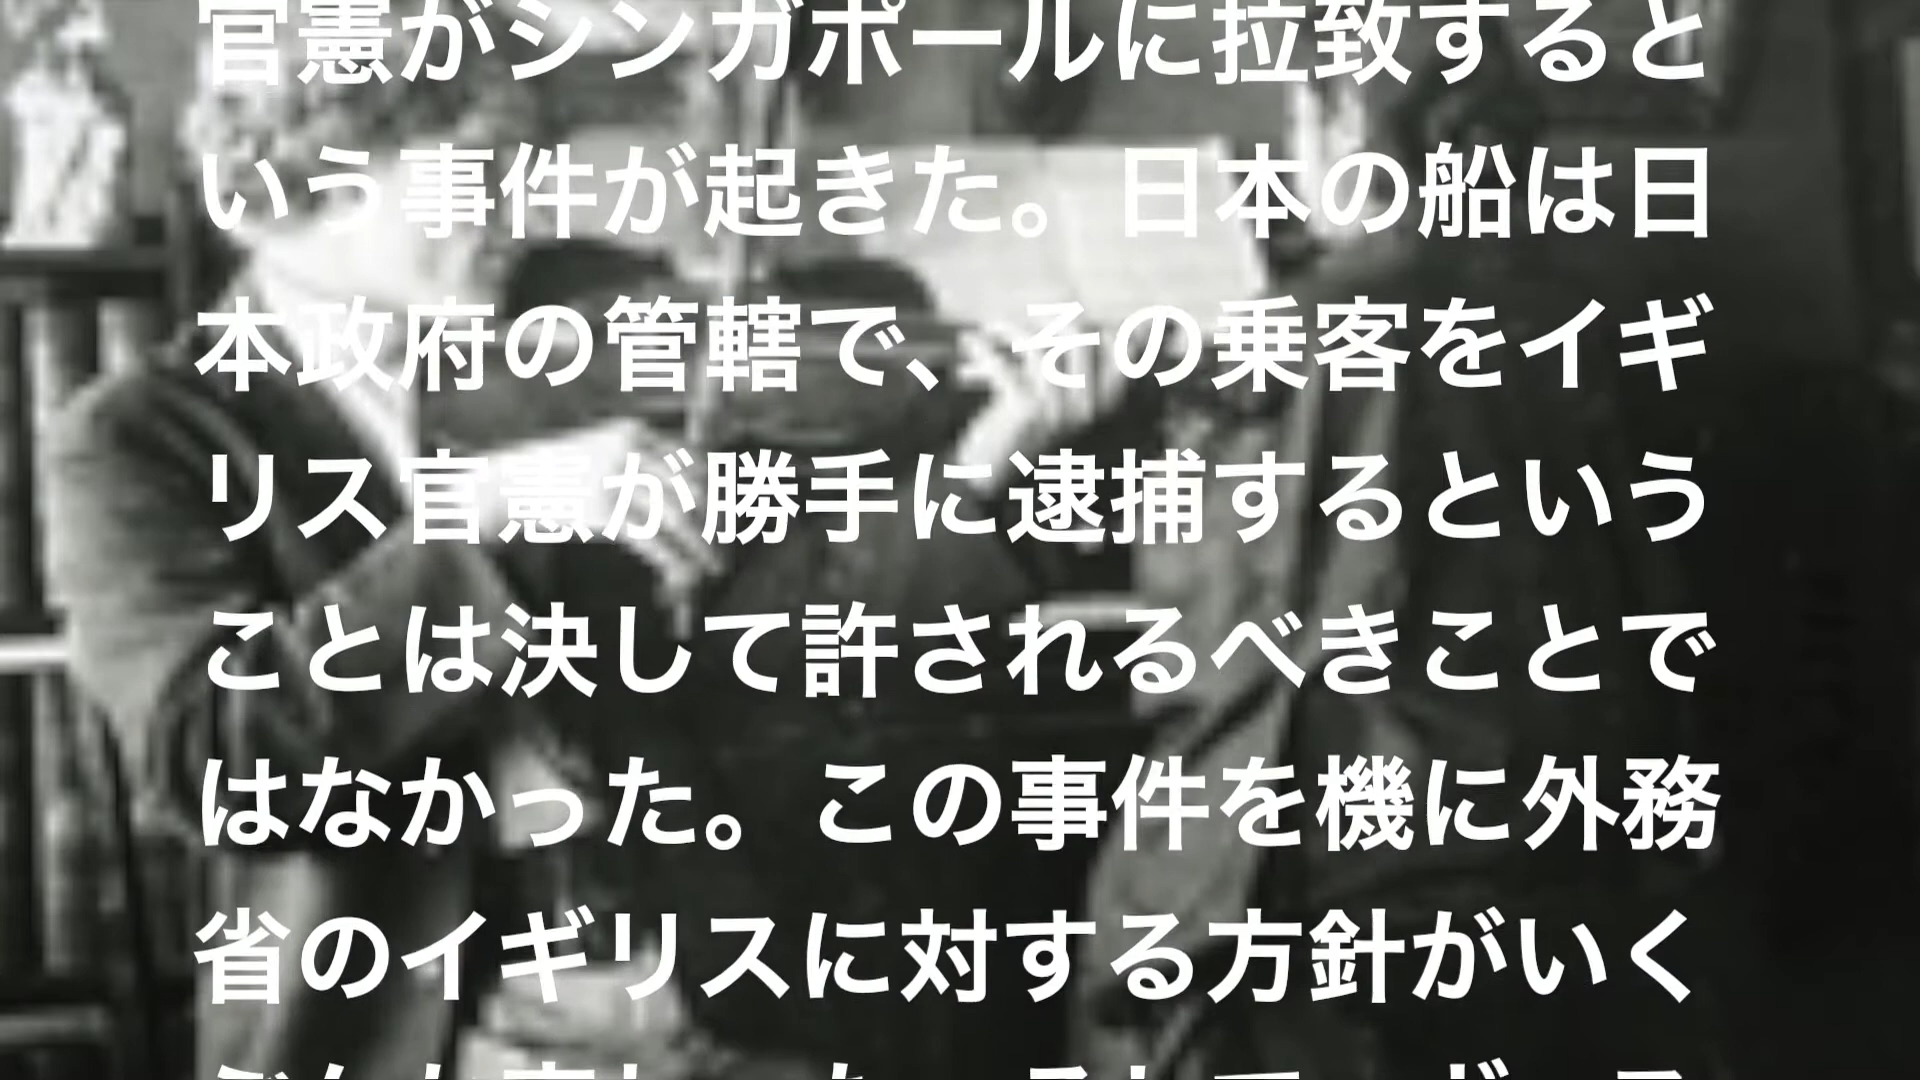 官憲がシンガポールに拉致すると
いう事件が起きた。日本の船は日
本政府の管轄で、その乗客をイギ
リス官憲が勝手に逮捕するという
ことは決して許されるべきことで
はなかった。この事件を機に外務
省のイギリスに対する方針がいく